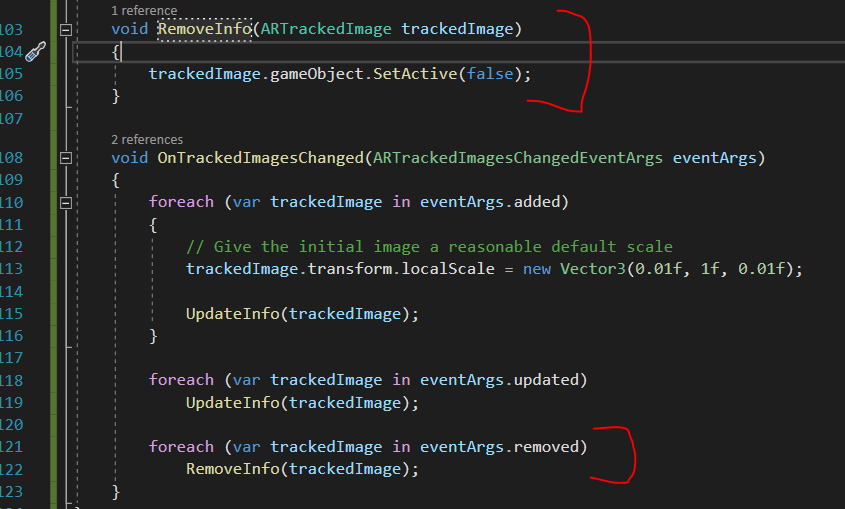 1 reference
103 void RemoveInfo(ARTrackedImage trackedImage)
104 {
105 trackedImage.gameObject.SetActive(false);
106 }
107
2 references
108 void OnTrackedImagesChanged(ARTrackedImagesChangedEventArgs eventArgs)
109 {
110 foreach (var trackedImage in eventArgs.added)
111 {
112 // Give the initial image a reasonable default scale
113 trackedImage.transform.localScale = new Vector3(0.01f, 1f, 0.01f);
114
115 UpdateInfo(trackedImage);
116 }
117
118 foreach (var trackedImage in eventArgs.updated)
119 UpdateInfo(trackedImage);
120
121 foreach (var trackedImage in eventArgs.removed)
122 RemoveInfo(trackedImage);
123 }